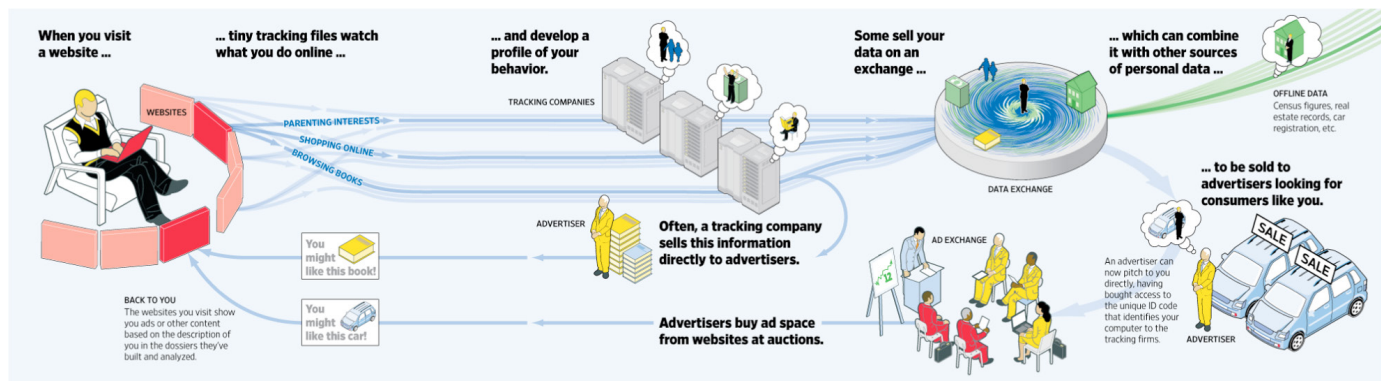 When you visit
a website ...
... tiny tracking files watch
what you do online ...
... and develop a
profile of your
behavior.
Some sell your
data on an
exchange ...
... which can combine
it with other sources
of personal data ...
WEBSITES
PARENTING INTERESTS
SHOPPING ONLINE
BROWSING BOOKS
TRACKING COMPANIES
DATA EXCHANGE
OFFLINE DATA
Census figures, real
estate records, car
registration, etc.
... to be sold to
advertisers looking for
consumers like you.
SALE
SALE
An advertiser can
now pitch to you
directly, having
bought access to
the unique ID code
that identifies your
computer to the
tracking firms.
ADVERTISER
ADVERTISER
Often, a tracking company
sells this information
directly to advertisers.
You
might
like this book!
AD EXCHANGE
12
Advertisers buy ad space
from websites at auctions.
You
might
like this car!
BACK TO YOU
The websites you visit show
you ads or other content
based on the description of
you in the dossiers they've
built and analyzed.